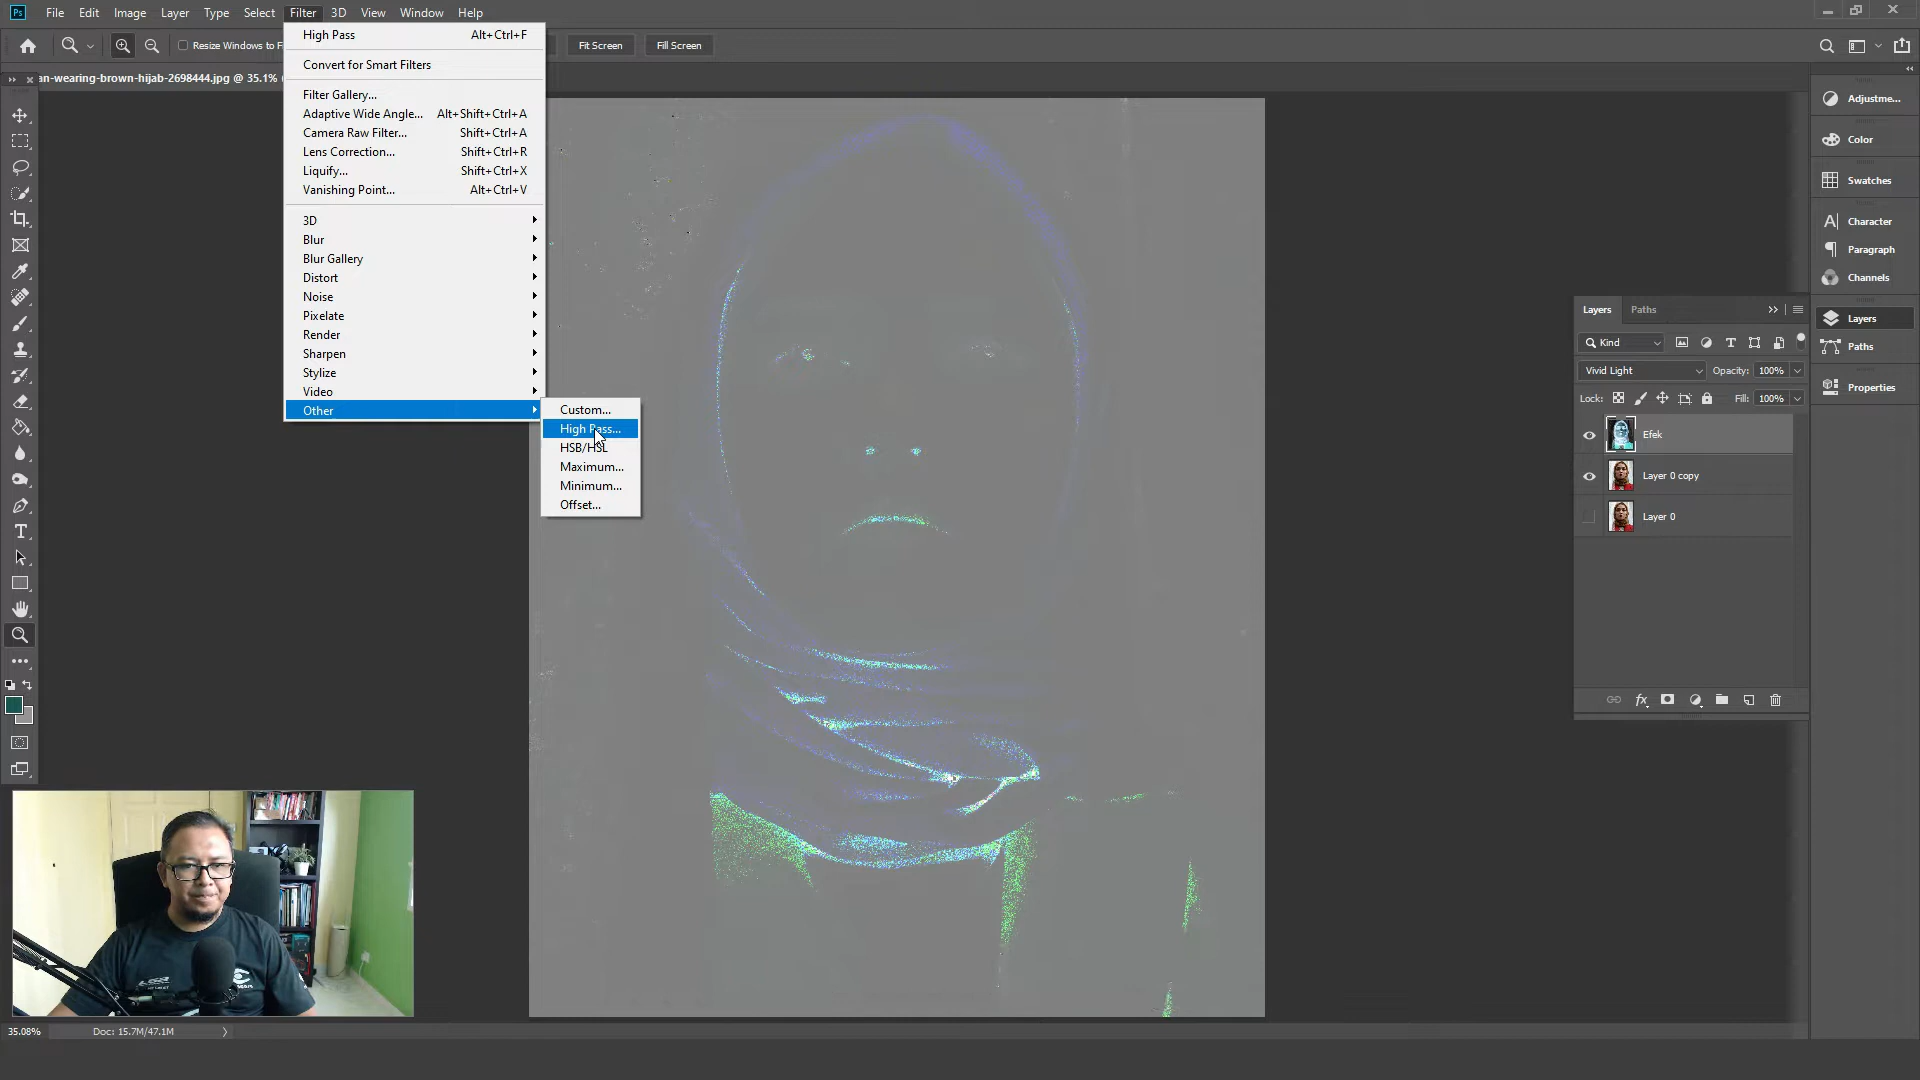 Ps File Edit Image Layer Type Select Filter 3D View Window Help
High Pass Alt+Ctrl+F
Resize Windows to Fi
Fit Screen Fill Screen
Convert for Smart Filters
an-wearing-brown-hijab-2698444.jpg @ 35.1% (
Filter Gallery...
Adaptive Wide Angle... Alt+Shift+Ctrl+A
Camera Raw Filter... Shift+Ctrl+A
Lens Correction... Shift+Ctrl+R
Liquify... Shift+Ctrl+X
Vanishing Point... Alt+Ctrl+V
3D
Blur
Blur Gallery
Distort
Noise
Pixelate
Render
Sharpen
Stylize
Video
Other
Custom...
High Pass...
HSB/HSL
Maximum...
Minimum...
Offset...
Adjustme...
Color
Swatches
Character
Paragraph
Channels
Layers
Paths
Properties
Layers Paths
Kind
Vivid Light Opacity: 100%
Lock: Fill: 100%
Efek
Layer 0 copy
Layer 0
fx
35.08% Doc: 15.7M/47.1M